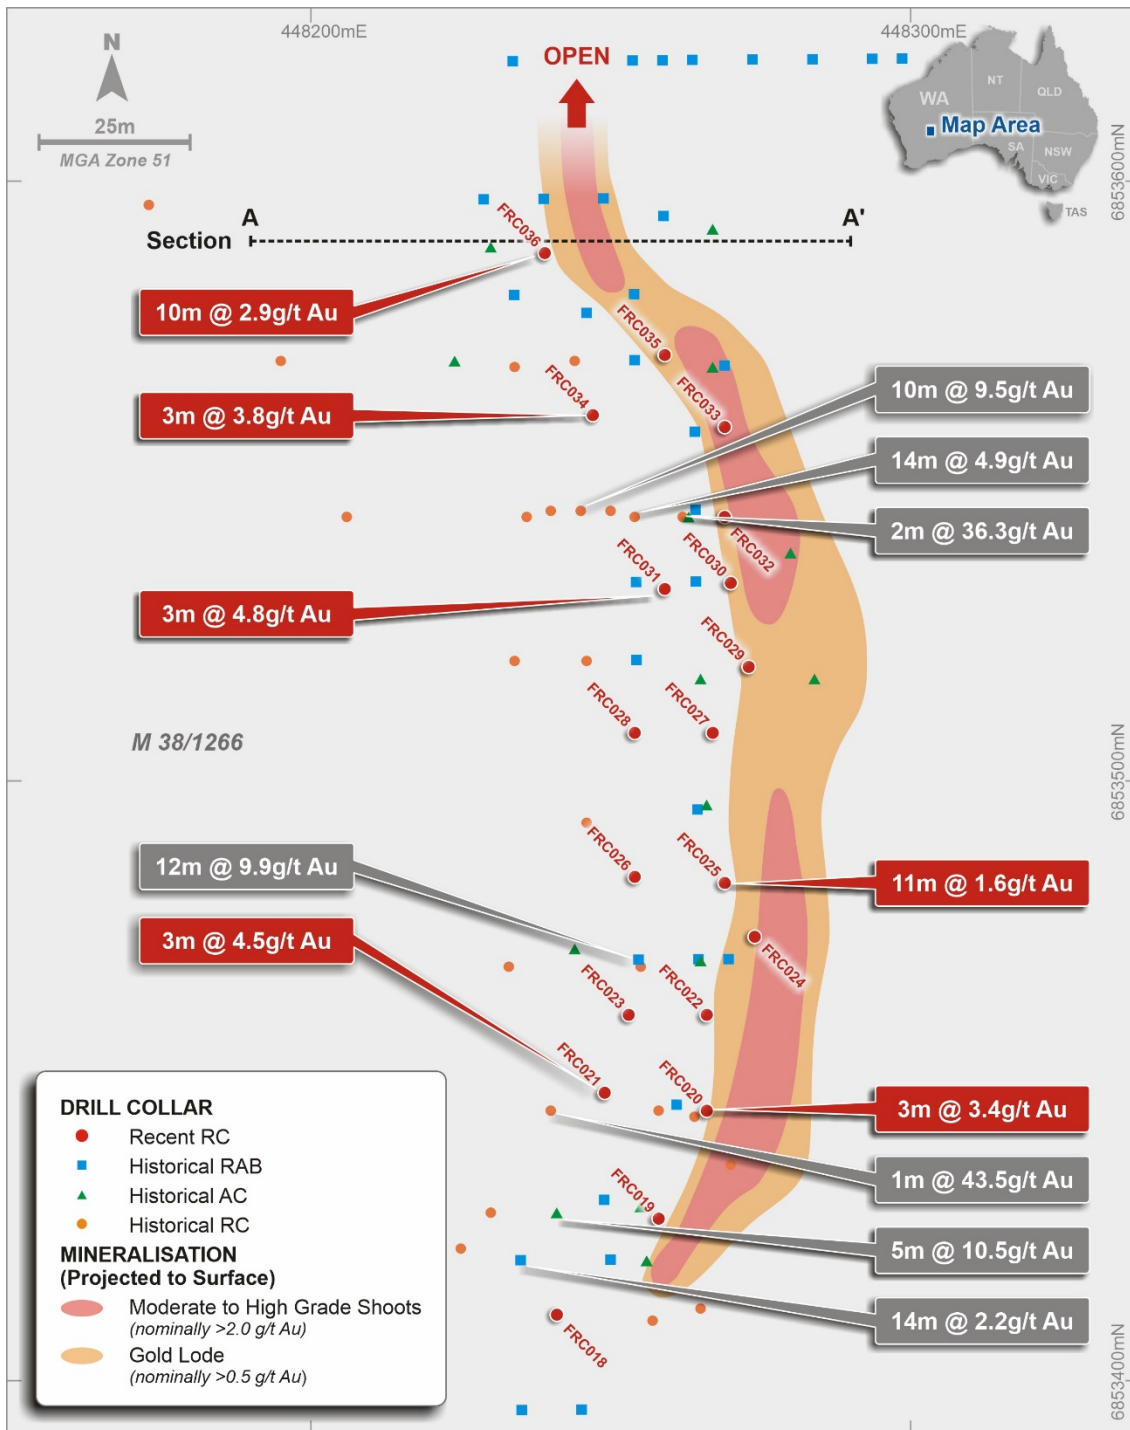 448200mE
448300mE
N
25m
MGA Zone 51
OPEN
WA
NT
QLD
SA
NSW
VIC
TAS
Map Area
6853600mN
Section
A
A'
FRC036
10m @ 2.9g/t Au
FRC035
FRC034
FRC033
3m @ 3.8g/t Au
10m @ 9.5g/t Au
14m @ 4.9g/t Au
2m @ 36.3g/t Au
FRC032
FRC031
FRC030
3m @ 4.8g/t Au
FRC029
FRC028
FRC027
M 38/1266
6853500mN
FRC026
FRC025
12m @ 9.9g/t Au
11m @ 1.6g/t Au
3m @ 4.5g/t Au
FRC024
FRC023
FRC022
FRC021
FRC020
3m @ 3.4g/t Au
1m @ 43.5g/t Au
FRC019
5m @ 10.5g/t Au
14m @ 2.2g/t Au
FRC018
6853400mN
DRILL COLLAR
Recent RC
Historical RAB
Historical AC
Historical RC
MINERALISATION
(Projected to Surface)
Moderate to High Grade Shoots
(nominally >2.0 g/t Au)
Gold Lode
(nominally >0.5 g/t Au)